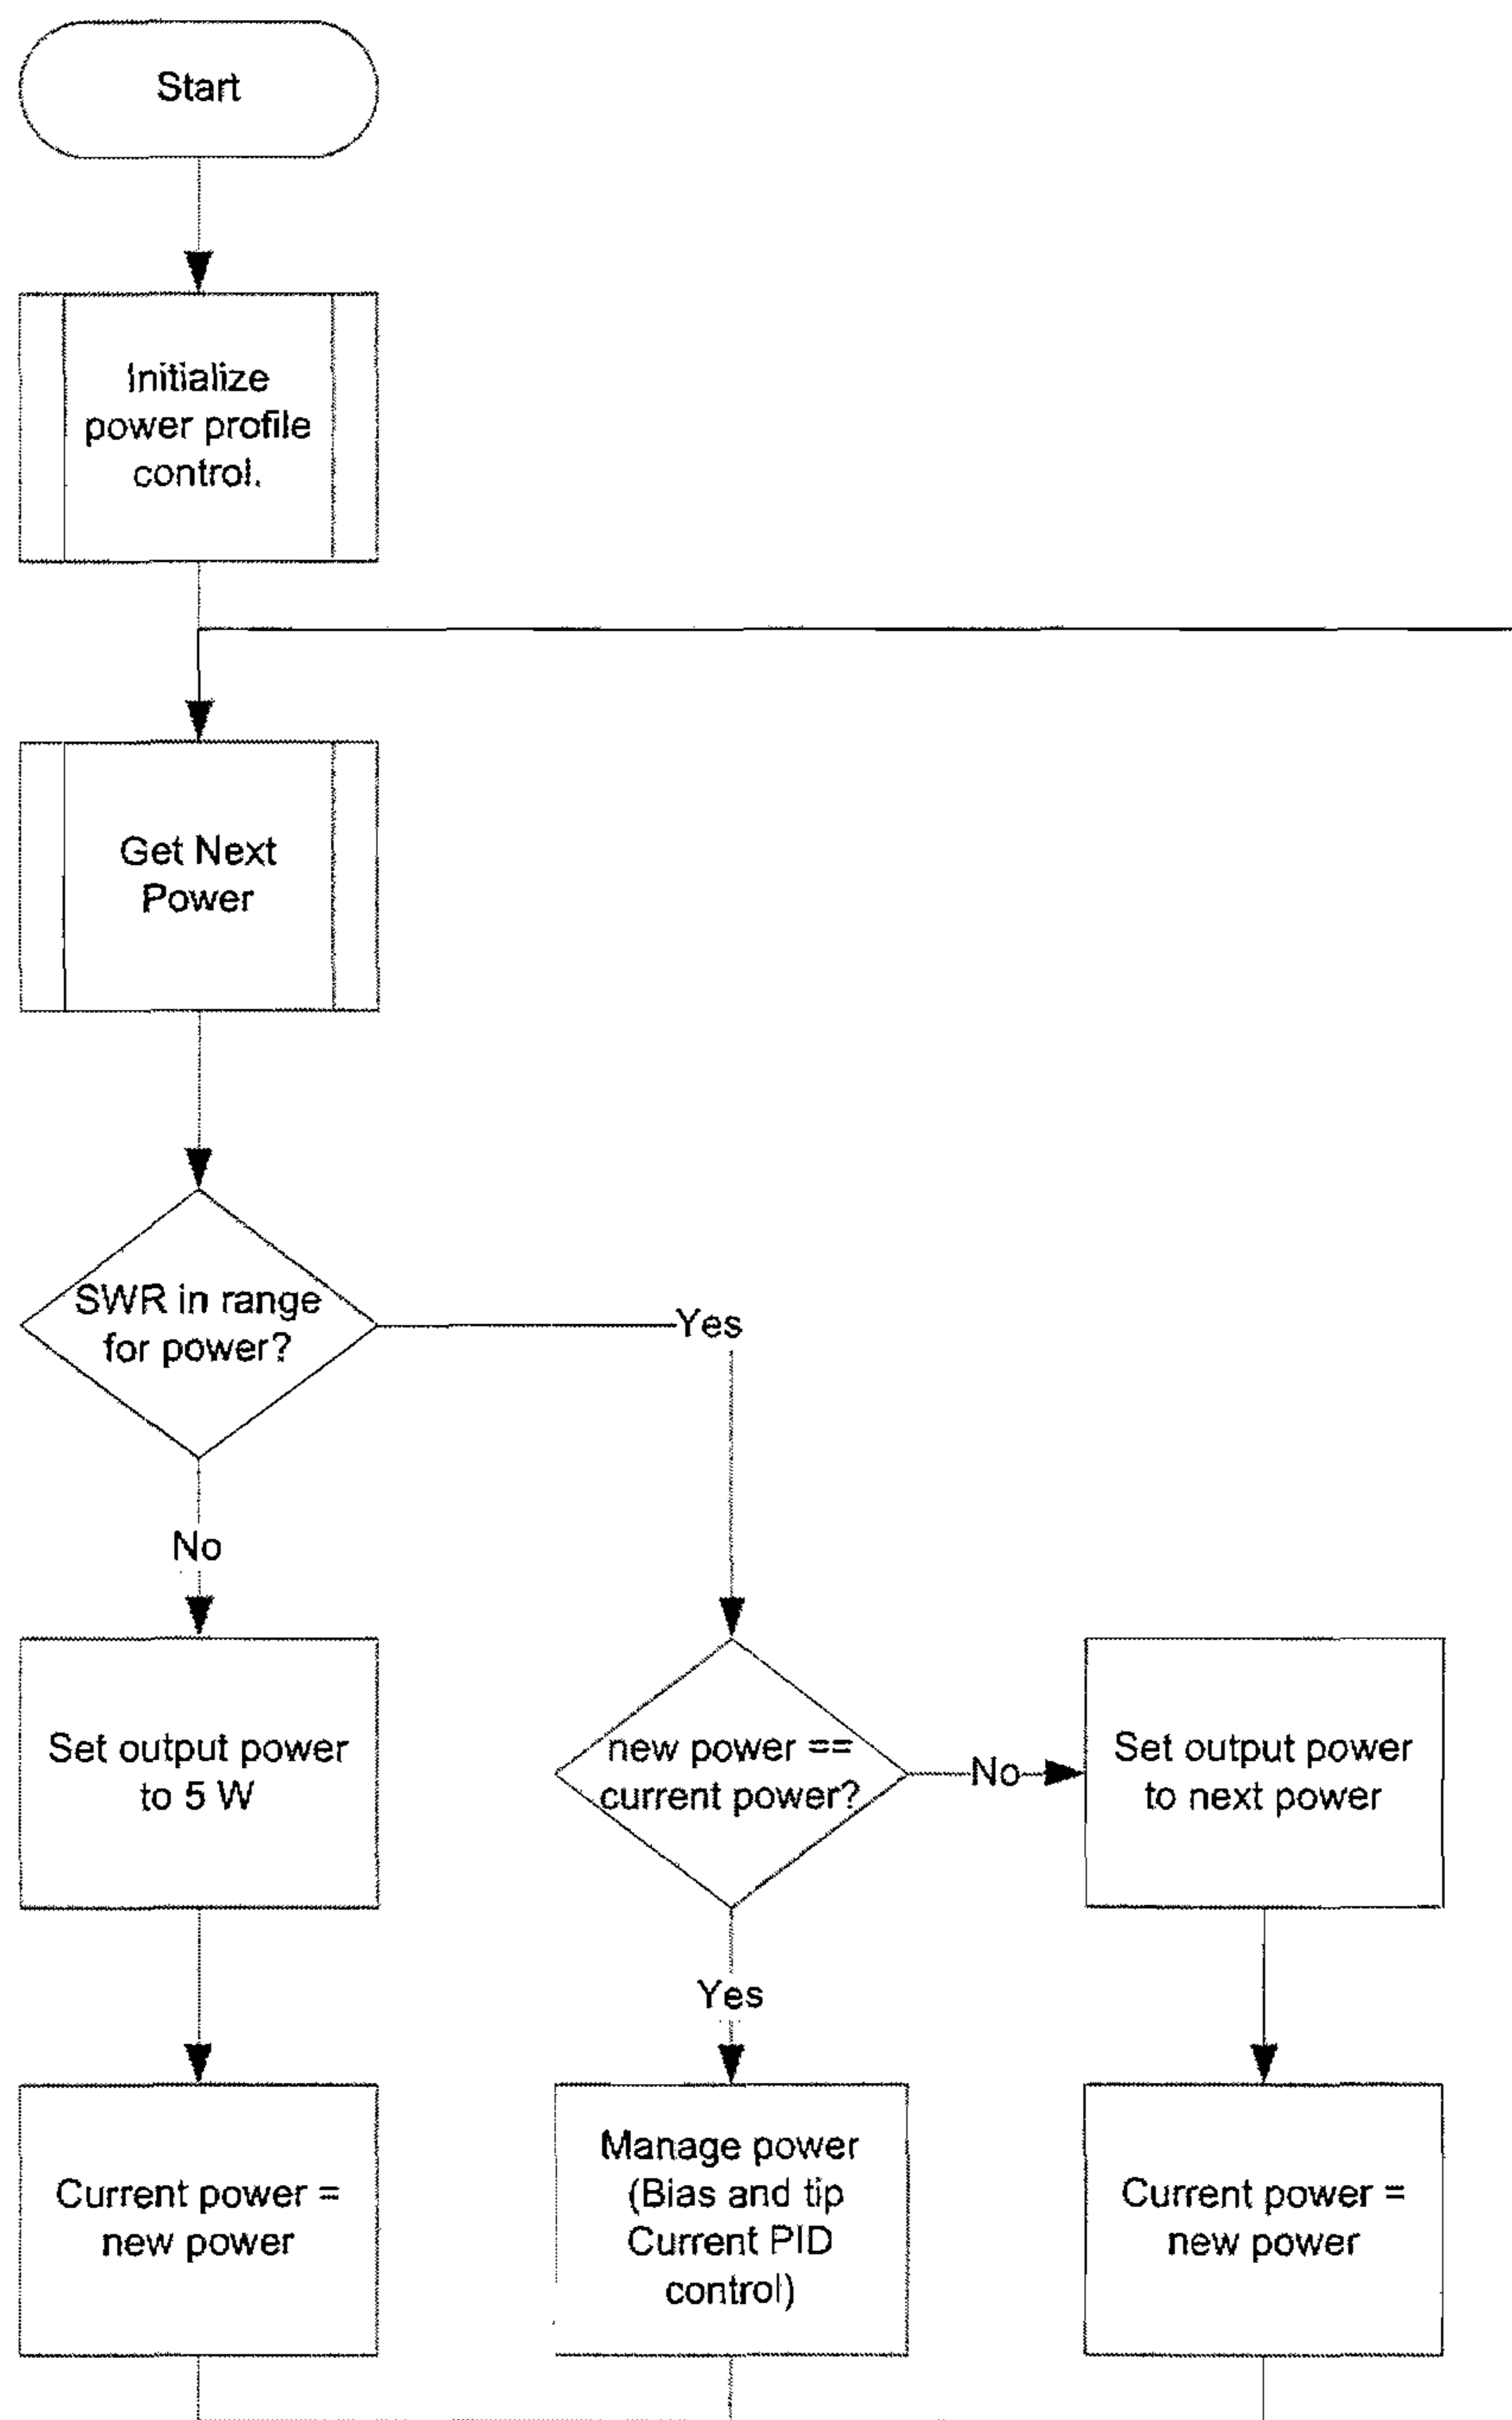 Start
Initialize
power profile
control.
Get Next
Power
SWR in range
for power?
Yes
No
Set output power
to 5 W
new power ==
current power?
No
Set output power
to next power
Yes
Current power =
new power
Manage power
(Bias and tip
Current PID
control)
Current power =
new power